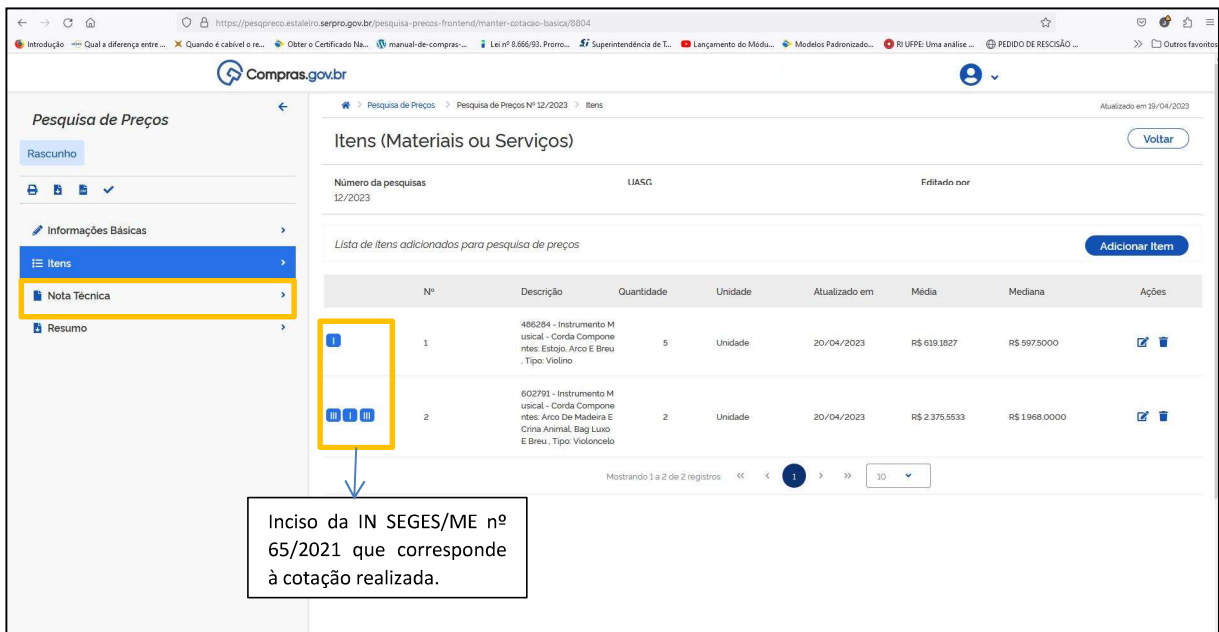 https://pesqpreco.estaleiro.serpro.gov.br/pesquisa-precos-frontend/manter-cotacao-basica/8804
Introdução
Qual a diferença entre ...
Quando é cabível o re...
Obter o Certificado Na...
manual-de-compras-...
Lei nº 8.666/93. Prorro...
Superintendência de T...
Lançamento do Módu...
Modelos Padronizado...
RI UFPE: Uma análise ...
PEDIDO DE RESCISÃO ...
Outros favoritos
Compras.gov.br
Pesquisa de Preços
Rascunho
Informações Básicas
Itens
Nota Técnica
Resumo
Pesquisa de Preços > Pesquisa de Preços Nº 12/2023 > Itens
Atualizado em 19/04/2023
Itens (Materiais ou Serviços)
Voltar
Número da pesquisas UASG Editado por
12/2023
Lista de itens adicionados para pesquisa de preços
Adicionar Item
Nº Descrição Quantidade Unidade Atualizado em Média Mediana Ações
486284 - Instrumento M
usical - Corda Compone
ntes: Estojo, Arco E Breu
, Tipo: Violino
I 1 5 Unidade 20/04/2023 R$ 619,1827 R$ 597,5000
602791 - Instrumento M
usical - Corda Compone
ntes: Arco De Madeira E
Crina Animal, Bag Luxo
E Breu , Tipo: Violoncelo
III I III 2 2 Unidade 20/04/2023 R$ 2.375,5533 R$ 1.968,0000
Mostrando 1 a 2 de 2 registros 1 10
Inciso da IN SEGES/ME nº
65/2021 que corresponde
à cotação realizada.